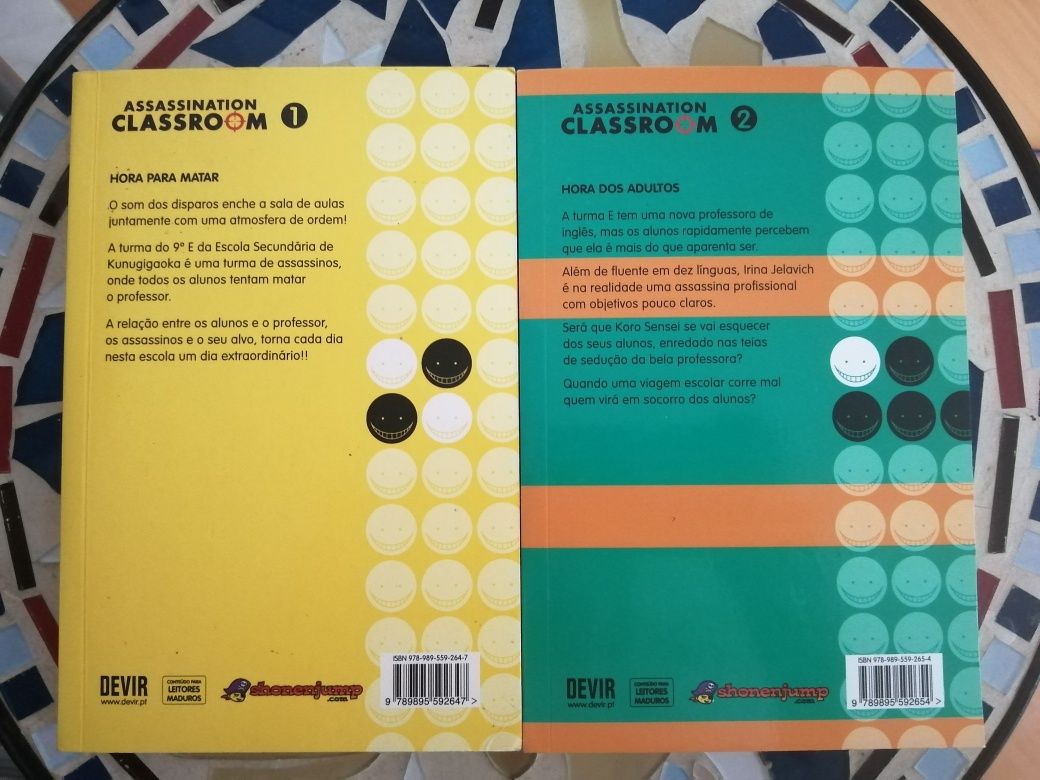 ASSASSINATION
CLASSROOM 1
HORA PARA MATAR
O som dos disparos enche a sala de aulas
juntamente com uma atmosfera de ordem!
A turma do 9º E da Escola Secundária de
Kunugigaoka é uma turma de assassinos,
onde todos os alunos tentam matar
o professor.
A relação entre os alunos e o professor,
os assassinos e o seu alvo, torna cada dia
nesta escola um dia extraordinário!!
DEVIR
www.devir.pt
CONTEÚDO PARA
LEITORES
MADUROS
shonenjump
.com
ISBN 978-989-559-264-7
9 789895 592647 >
ASSASSINATION
CLASSROOM 2
HORA DOS ADULTOS
A turma E tem uma nova professora de
inglês, mas os alunos rapidamente percebem
que ela é mais do que aparenta ser.
Além de fluente em dez línguas, Irina Jelavich
é na realidade uma assassina profissional
com objetivos pouco claros.
Será que Koro Sensei se vai esquecer
dos seus alunos, enredado nas teias
de sedução da bela professora?
Quando uma viagem escolar corre mal
quem virá em socorro dos alunos?
DEVIR
www.devir.pt
CONTEÚDO PARA
LEITORES
MADUROS
shonenjump
.com
ISBN 978-989-559-265-4
9 789895 592654 >